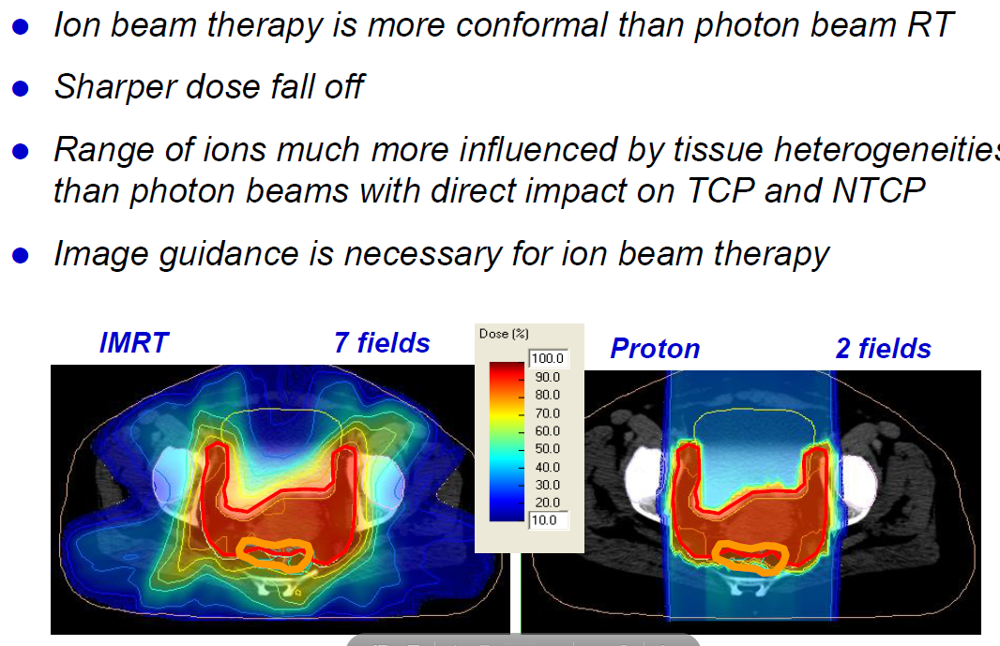 Ion beam therapy is more conformal than photon beam RT
Sharper dose fall off
Range of ions much more influenced by tissue heterogeneities
than photon beams with direct impact on TCP and NTCP
Image guidance is necessary for ion beam therapy
IMRT 7 fields
Dose (%)
100.0
90.0
80.0
70.0
60.0
50.0
40.0
30.0
20.0
10.0
Proton 2 fields